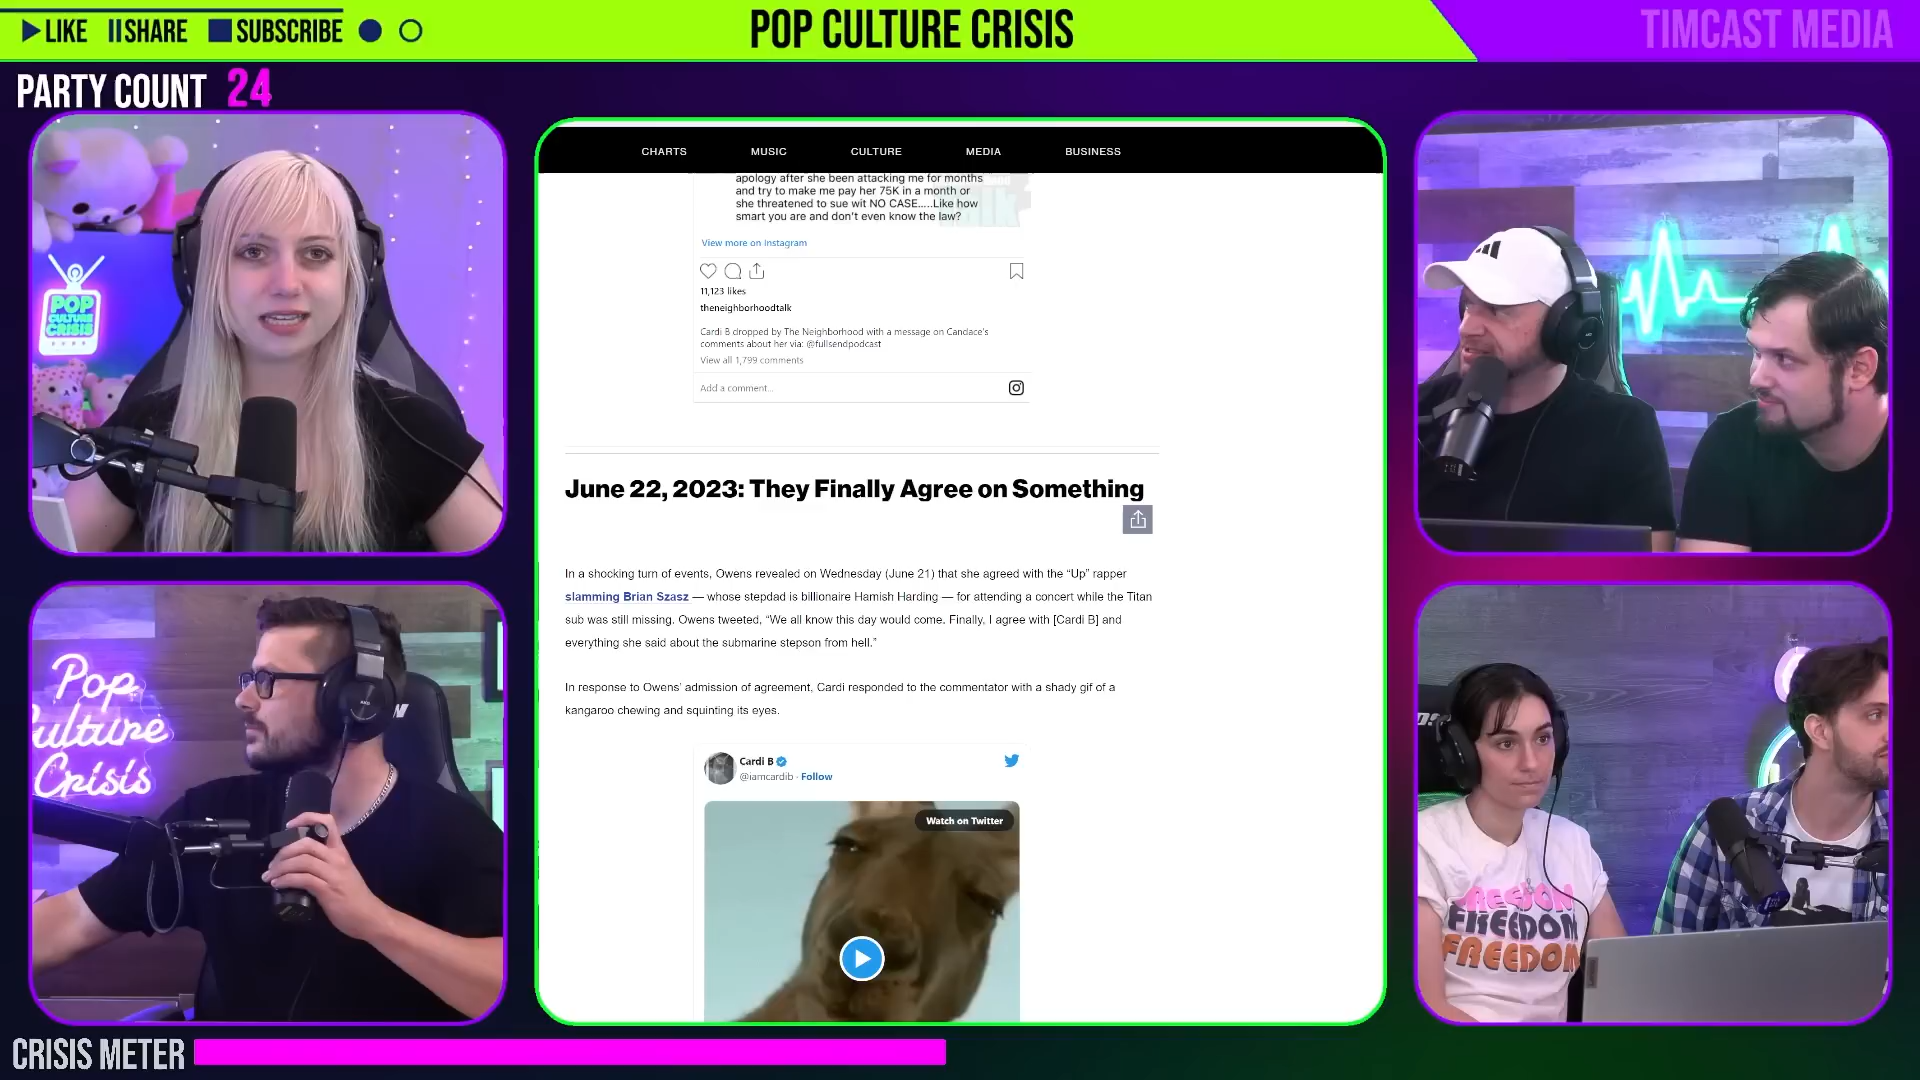 LIKE SHARE SUBSCRIBE
POP CULTURE CRISIS
TIMCAST MEDIA
PARTY COUNT 24
POP
CULTURE
CRISIS
CHARTS MUSIC CULTURE MEDIA BUSINESS
apology after she been attacking me for months
and try to make me pay her 75K in a month or
she threatened to sue wit NO CASE.....Like how
smart you are and don't even know the law?
View more on Instagram
11,123 likes
theneighborhoodtalk
Cardi B dropped by The Neighborhood with a message on Candace's
comments about her via: @fullsendpodcast
View all 1,799 comments
Add a comment...
June 22, 2023: They Finally Agree on Something
In a shocking turn of events, Owens revealed on Wednesday (June 21) that she agreed with the “Up” rapper
slamming Brian Szasz — whose stepdad is billionaire Hamish Harding — for attending a concert while the Titan
sub was still missing. Owens tweeted, “We all know this day would come. Finally, I agree with [Cardi B] and
everything she said about the submarine stepson from hell.”
In response to Owens’ admission of agreement, Cardi responded to the commentator with a shady gif of a
kangaroo chewing and squinting its eyes.
Cardi B
@iamcardib · Follow
Watch on Twitter
Pop
Culture
Crisis
FREEDOM
FREEDOM
CRISIS METER